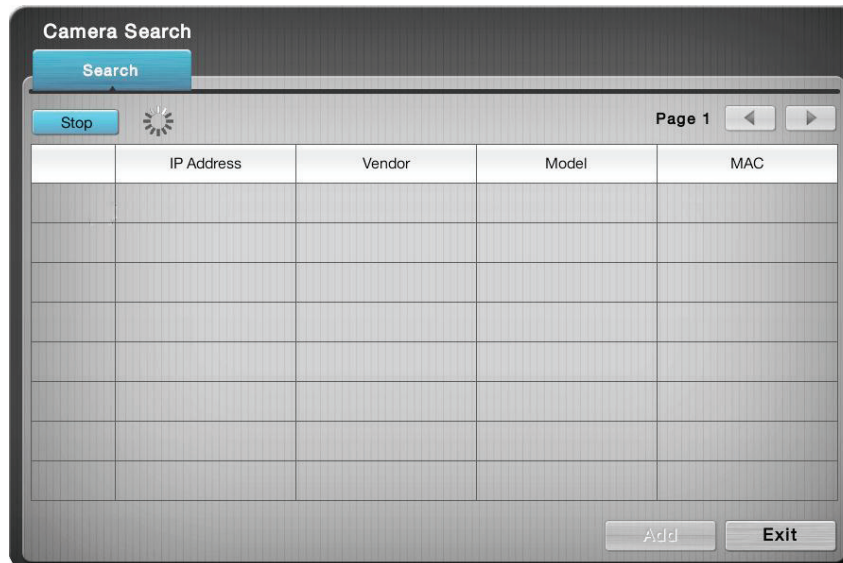 Camera Search
Search
Stop
Page 1
IP Address Vendor Model MAC
Add Exit